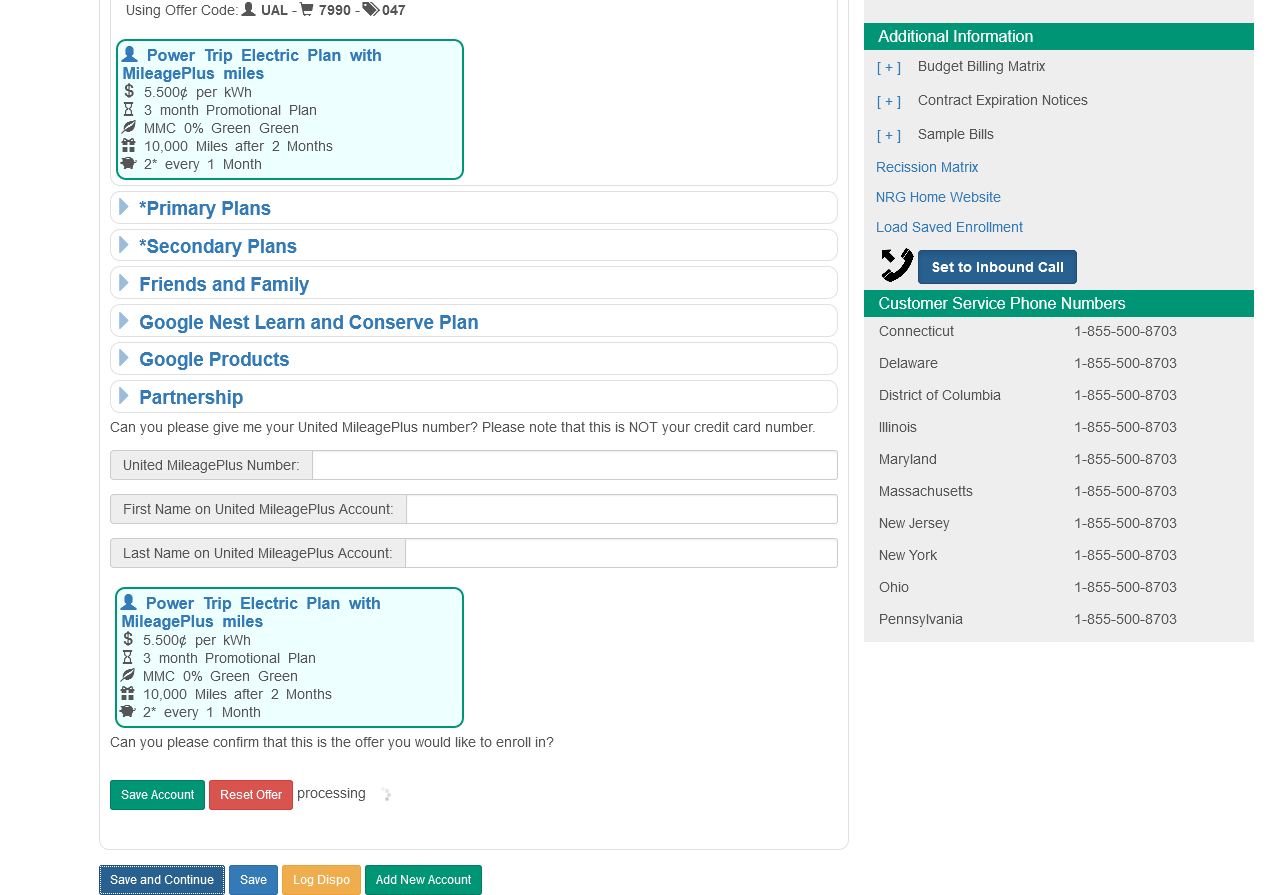 Using Offer Code: UAL - 7990 - 047
Power Trip Electric Plan with
MileagePlus miles
$ 5.500¢ per kWh
3 month Promotional Plan
MMC 0% Green Green
10,000 Miles after 2 Months
2* every 1 Month
*Primary Plans
*Secondary Plans
Friends and Family
Google Nest Learn and Conserve Plan
Google Products
Partnership
Can you please give me your United MileagePlus number? Please note that this is NOT your credit card number.
United MileagePlus Number:
First Name on United MileagePlus Account:
Last Name on United MileagePlus Account:
Power Trip Electric Plan with
MileagePlus miles
$ 5.500¢ per kWh
3 month Promotional Plan
MMC 0% Green Green
10,000 Miles after 2 Months
2* every 1 Month
Can you please confirm that this is the offer you would like to enroll in?
Save Account Reset Offer processing
Save and Continue Save Log Dispo Add New Account
Additional Information
[ + ] Budget Billing Matrix
[ + ] Contract Expiration Notices
[ + ] Sample Bills
Recission Matrix
NRG Home Website
Load Saved Enrollment
Set to Inbound Call
Customer Service Phone Numbers
Connecticut 1-855-500-8703
Delaware 1-855-500-8703
District of Columbia 1-855-500-8703
Illinois 1-855-500-8703
Maryland 1-855-500-8703
Massachusetts 1-855-500-8703
New Jersey 1-855-500-8703
New York 1-855-500-8703
Ohio 1-855-500-8703
Pennsylvania 1-855-500-8703